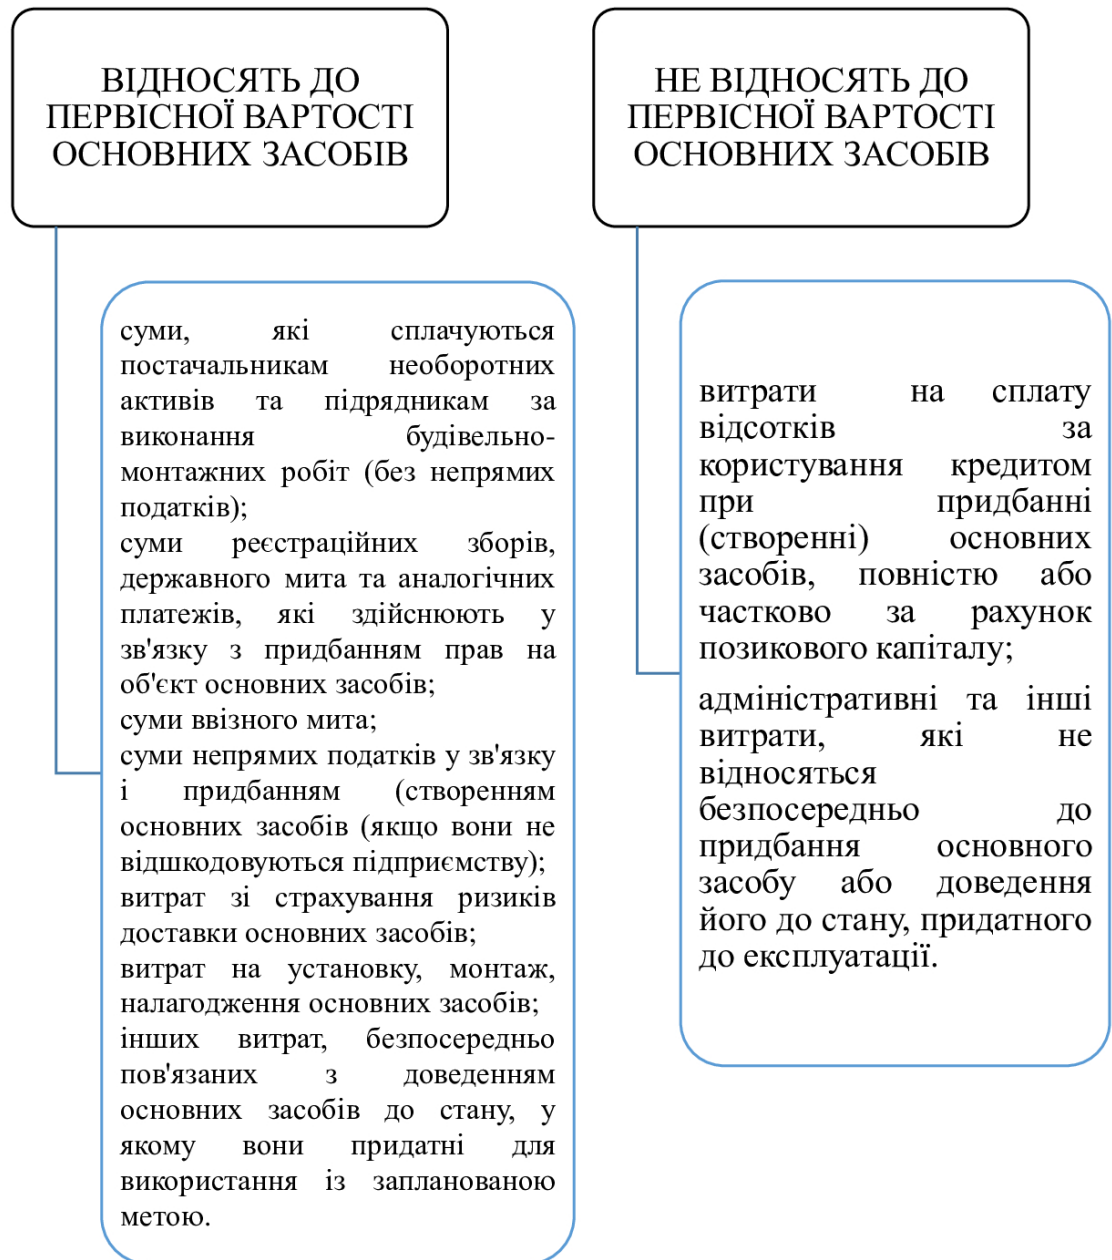 ВІДНОСЯТЬ ДО
ПЕРВІСНОЇ ВАРТОСТІ
ОСНОВНИХ ЗАСОБІВ
суми, які сплачуються
постачальникам необоротних
активів та підрядникам за
виконання будівельно-
монтажних робіт (без непрямих
податків);
суми реєстраційних зборів,
державного мита та аналогічних
платежів, які здійснюють у
зв'язку з придбанням прав на
об'єкт основних засобів;
суми ввізного мита;
суми непрямих податків у зв'язку
і придбанням (створенням
основних засобів (якщо вони не
відшкодовуються підприємству);
витрат зі страхування ризиків
доставки основних засобів;
витрат на установку, монтаж,
налагодження основних засобів;
інших витрат, безпосередньо
пов'язаних з доведенням
основних засобів до стану, у
якому вони придатні для
використання із запланованою
метою.
НЕ ВІДНОСЯТЬ ДО
ПЕРВІСНОЇ ВАРТОСТІ
ОСНОВНИХ ЗАСОБІВ
витрати на сплату
відсотків за
користування кредитом
при придбанні
(створенні) основних
засобів, повністю або
частково за рахунок
позикового капіталу;
адміністративні та інші
витрати, які не
відносяться
безпосередньо до
придбання основного
засобу або доведення
його до стану, придатного
до експлуатації.